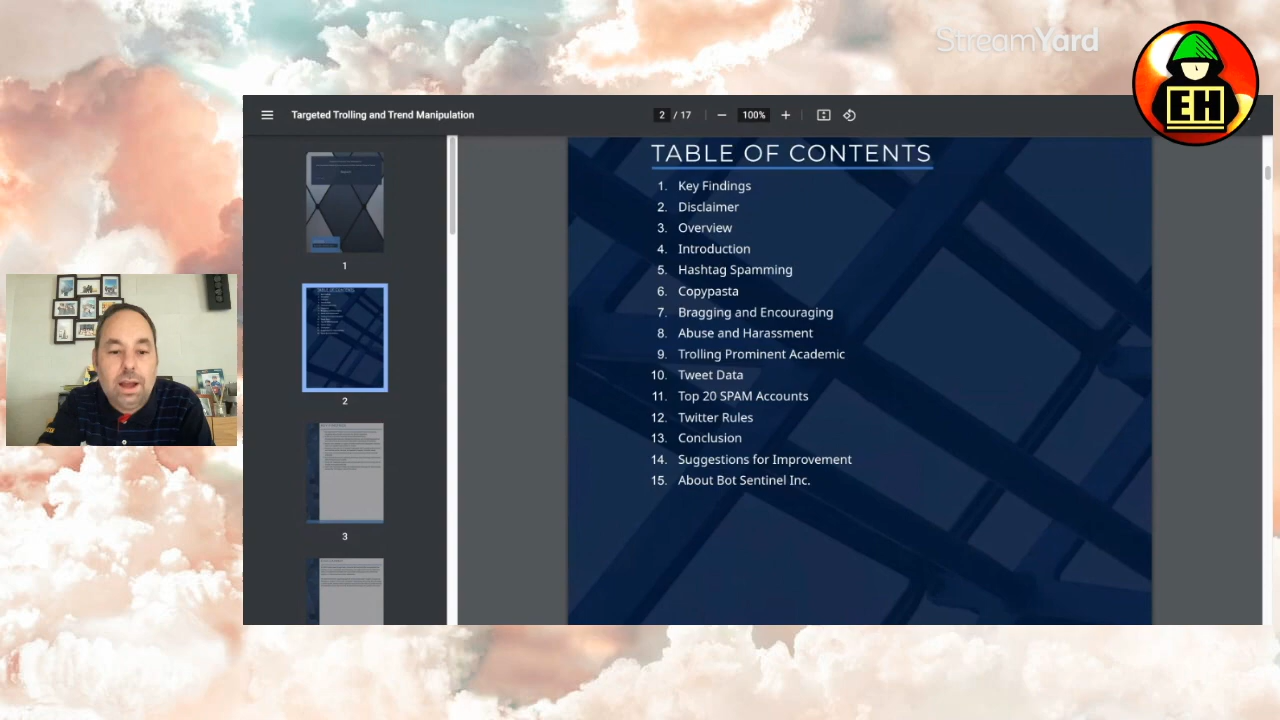 StreamYard
EH
Targeted Trolling and Trend Manipulation
2 / 17
100%
TABLE OF CONTENTS
1. Key Findings
2. Disclaimer
3. Overview
4. Introduction
5. Hashtag Spamming
6. Copypasta
7. Bragging and Encouraging
8. Abuse and Harassment
9. Trolling Prominent Academic
10. Tweet Data
11. Top 20 SPAM Accounts
12. Twitter Rules
13. Conclusion
14. Suggestions for Improvement
15. About Bot Sentinel Inc.
1
2
3